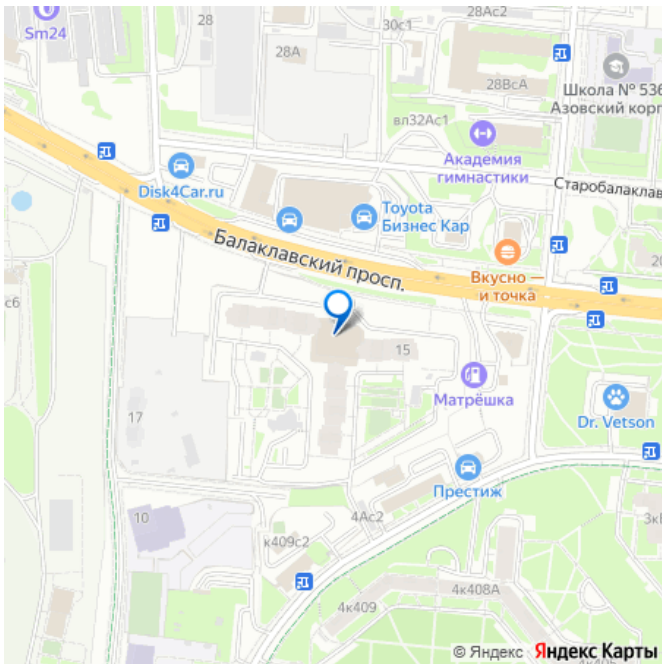 Sm24
28
28А
30с1
28Ас2
28ВсА
вл32Ас1
Школа № 536
Азовский корп
Академия
гимнастики
Старобалаклав
Disk4Car.ru
Toyota
Бизнес Кар
Балаклавский просп.
Вкусно —
и точка
20
с6
15
Матрёшка
17
Dr. Vetson
Престиж
4Ас2
10
к409с2
4к408А
4к409
© Яндекс Яндекс Карты